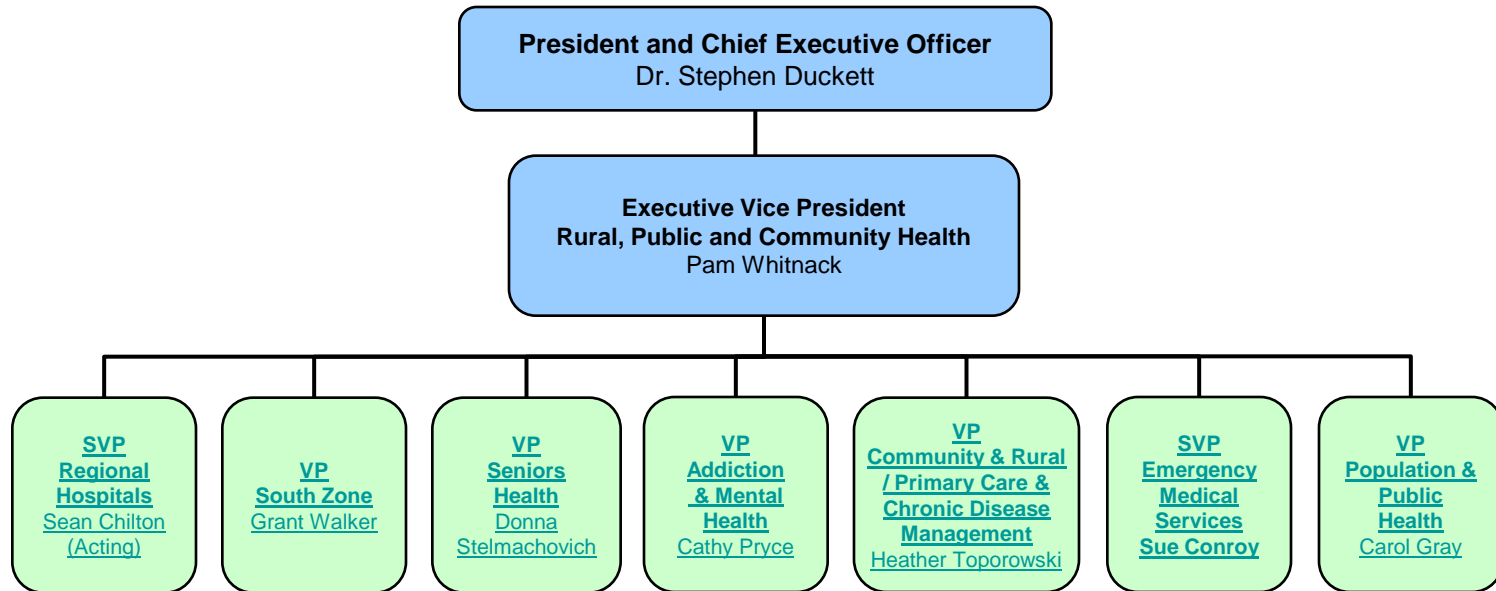 President and Chief Executive Officer
Dr. Stephen Duckett
Executive Vice President
Rural, Public and Community Health
Pam Whitnack
SVP
Regional
Hospitals
Sean Chilton
(Acting)
VP
South Zone
Grant Walker
VP
Seniors
Health
Donna
Stelmachovich
VP
Addiction
& Mental
Health
Cathy Pryce
VP
Community & Rural
/ Primary Care &
Chronic Disease
Management
Heather Toporowski
SVP
Emergency
Medical
Services
Sue Conroy
VP
Population &
Public
Health
Carol Gray